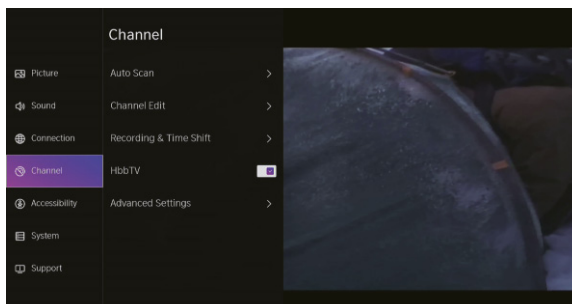 Channel
Picture
Auto Scan
Sound
Channel Edit
Connection
Recording & Time Shift
Channel
HbbTV
Accessibility
Advanced Settings
System
Support